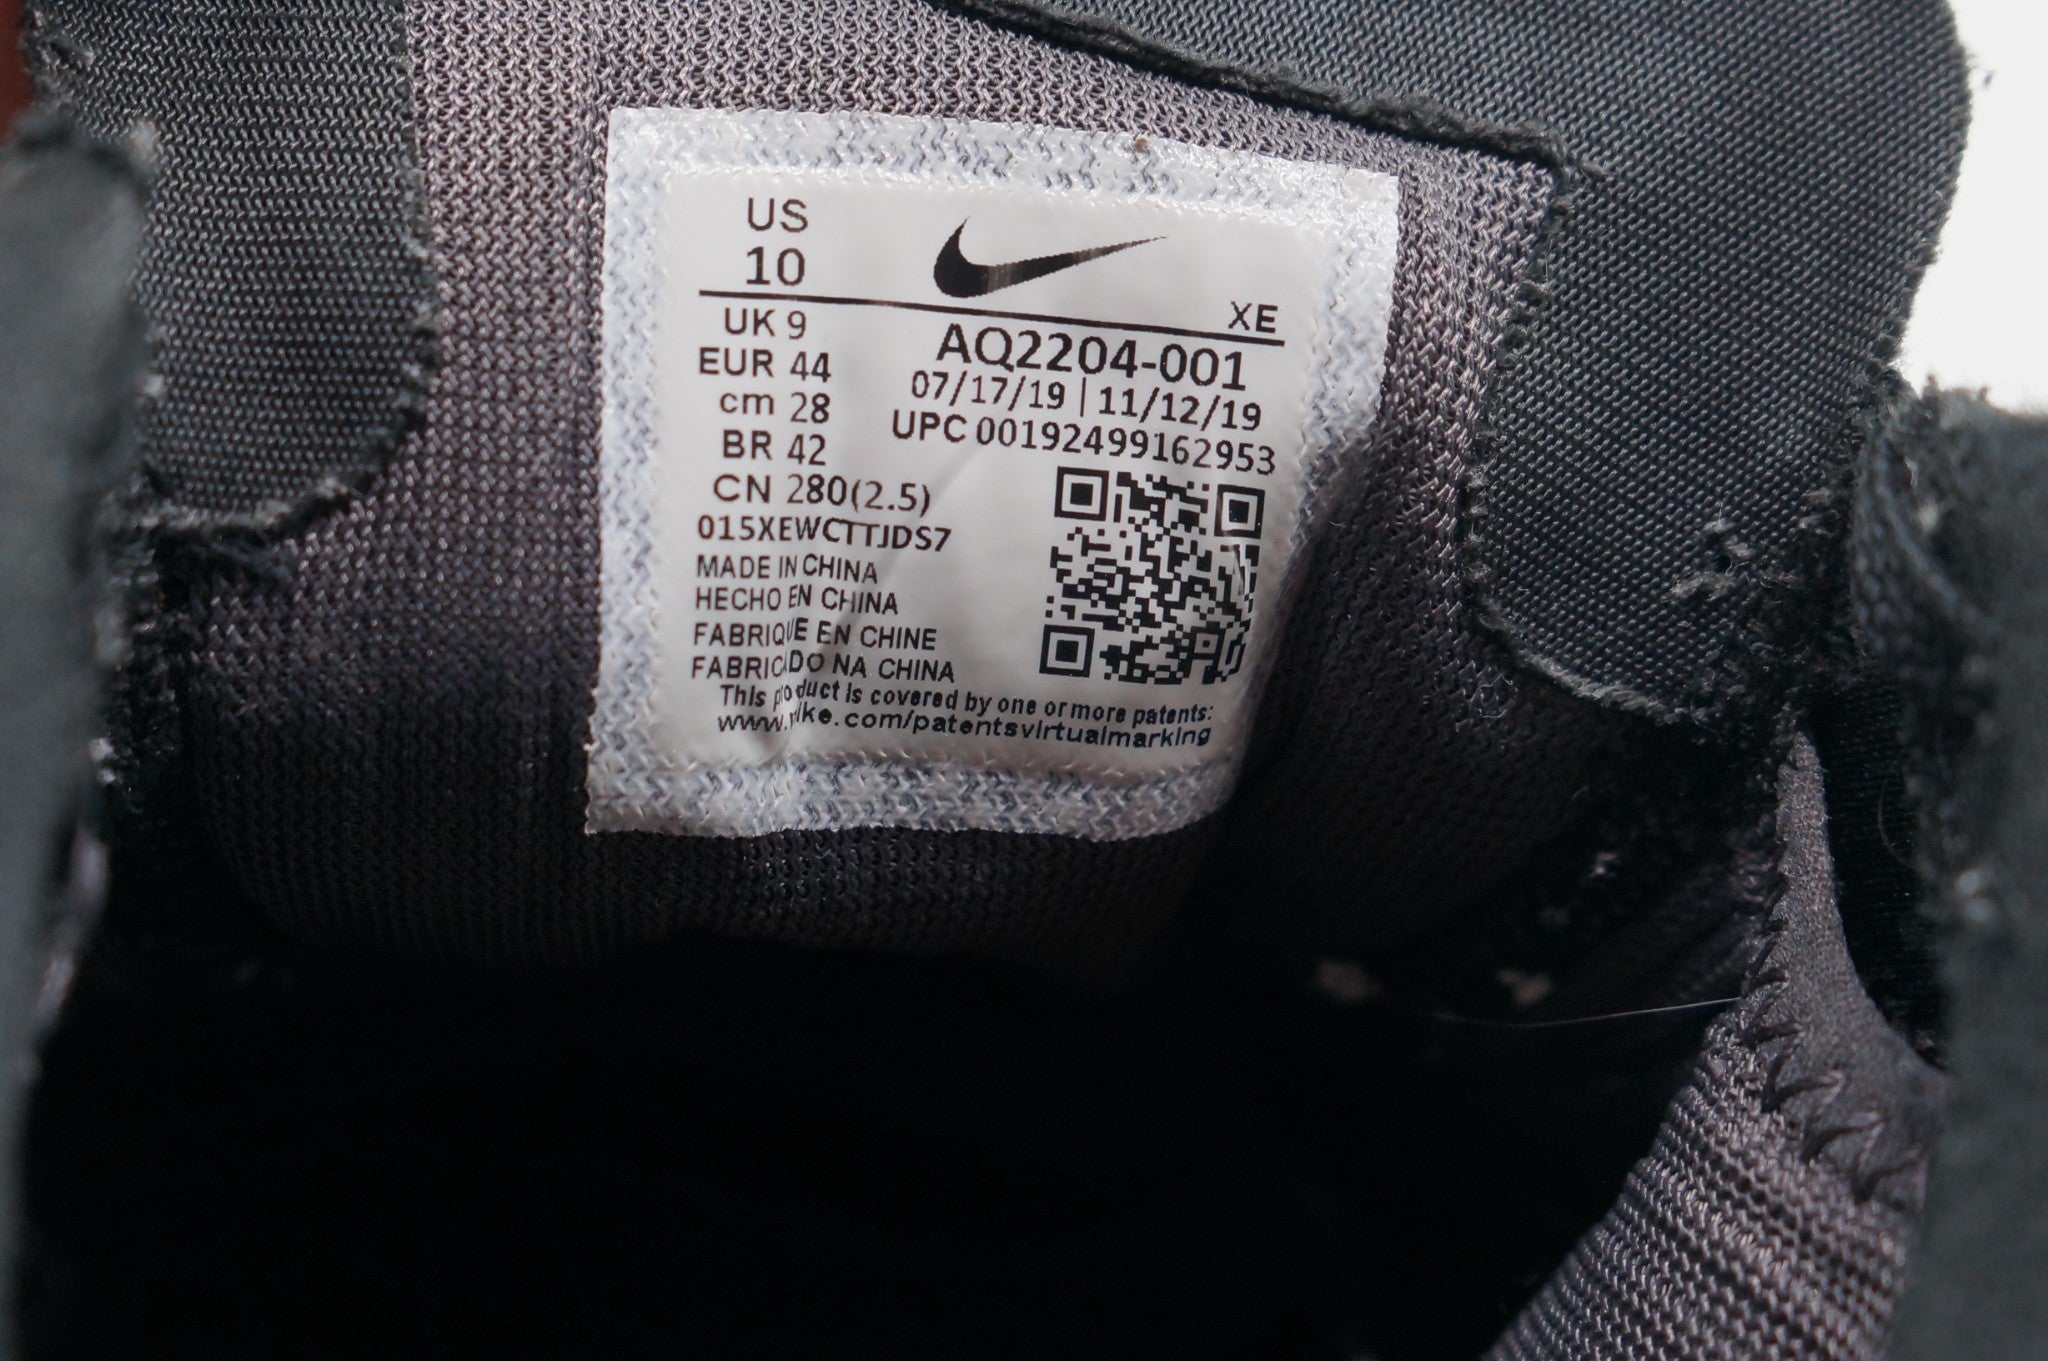 US
10
XE
UK 9
AQ2204-001
EUR 44
07/17/19 | 11/12/19
cm 28
UPC 00192499162953
BR 42
CN 280(2.5)
015XEWCTTJDS7
MADE IN CHINA
HECHO EN CHINA
FABRIQUE EN CHINE
FABRICADO NA CHINA
This product is covered by one or more patents:
www.nike.com/patentsvirtualmarking